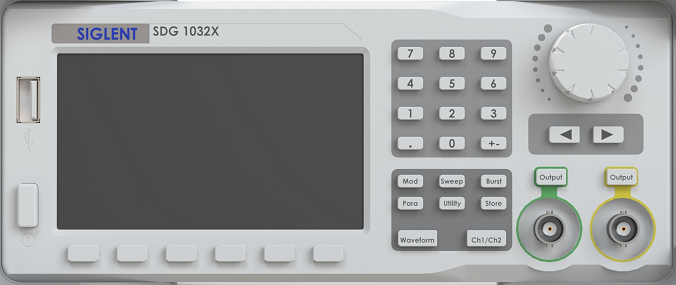 SIGLENT SDG 1032X
7 8 9
4 5 6
1 2 3
. 0 +-
Mod Sweep Burst
Para Utility Store
Waveform Ch1/Ch2
Output Output